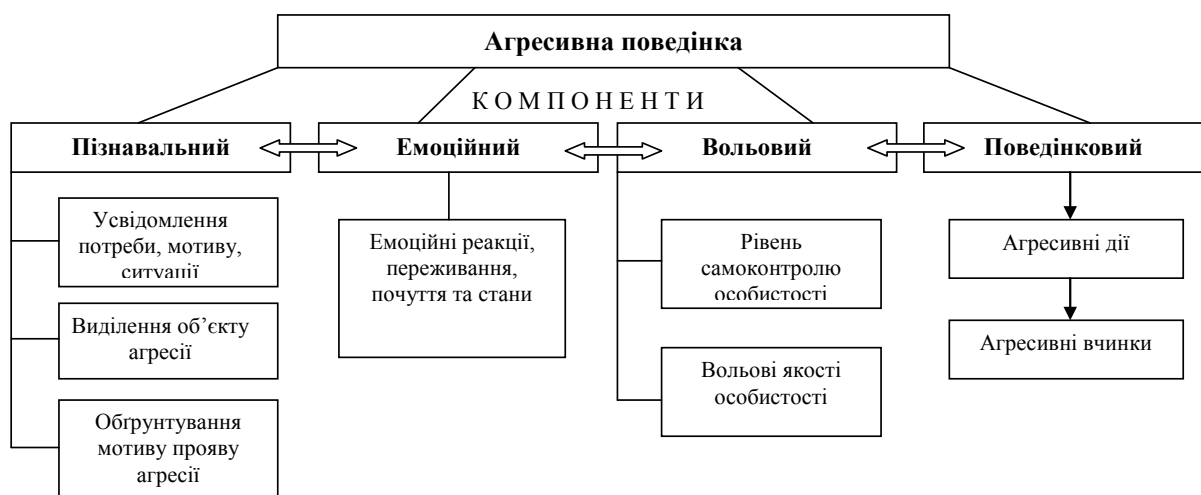 Агресивна поведінка
К О М П О Н Е Н Т И
Пізнавальний
Емоційний
Вольовий
Поведінковий
Усвідомлення
потреби, мотиву,
ситуації
Виділення об’єкту
агресії
Обґрунтування
мотиву прояву
агресії
Емоційні реакції,
переживання,
почуття та стани
Рівень
самоконтролю
особистості
Вольові якості
особистості
Агресивні дії
Агресивні вчинки